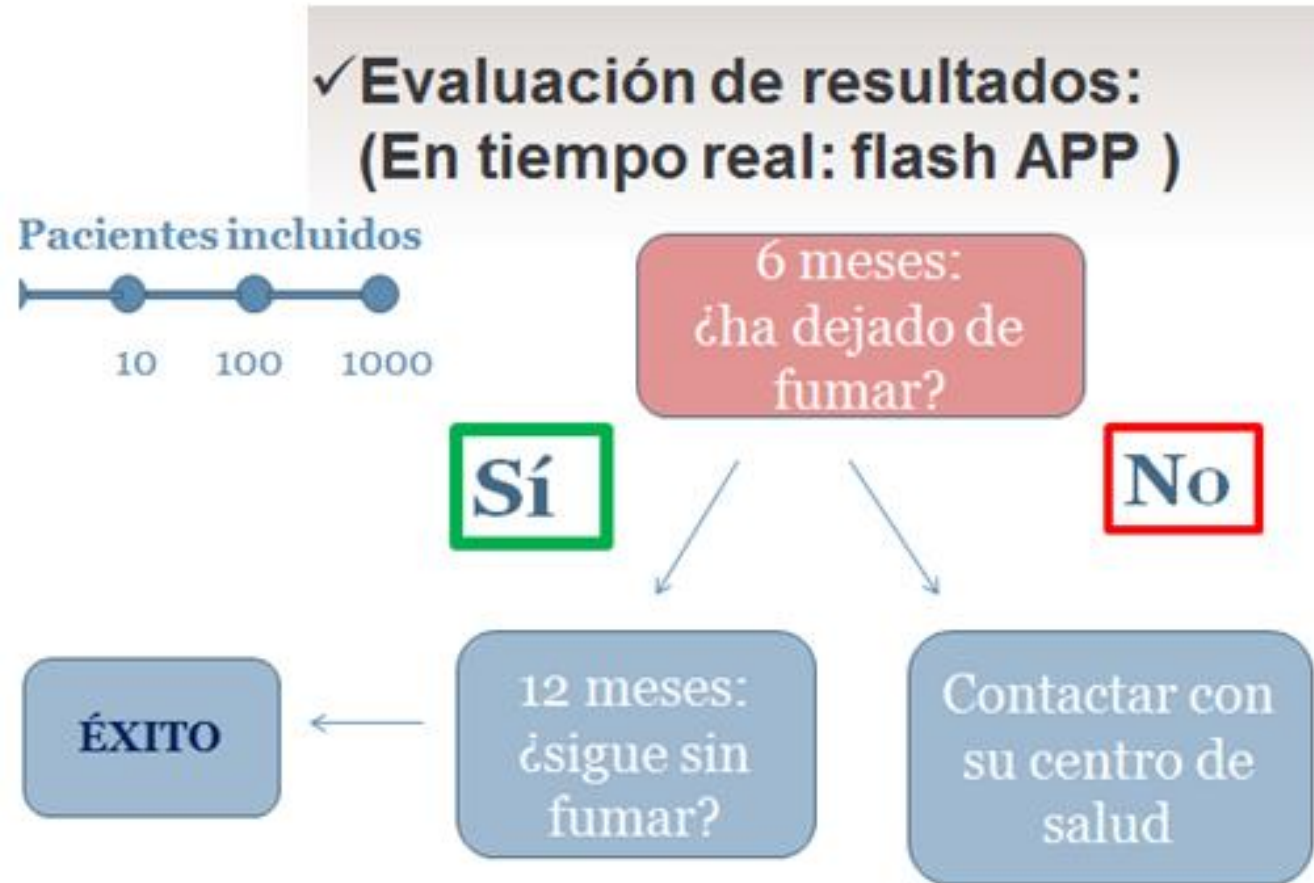 ✓Evaluación de resultados:
(En tiempo real: flash APP )
Pacientes incluidos
10 100 1000
6 meses:
¿ha dejado de
fumar?
Sí
No
ÉXITO
12 meses:
¿sigue sin
fumar?
Contactar con
su centro de
salud